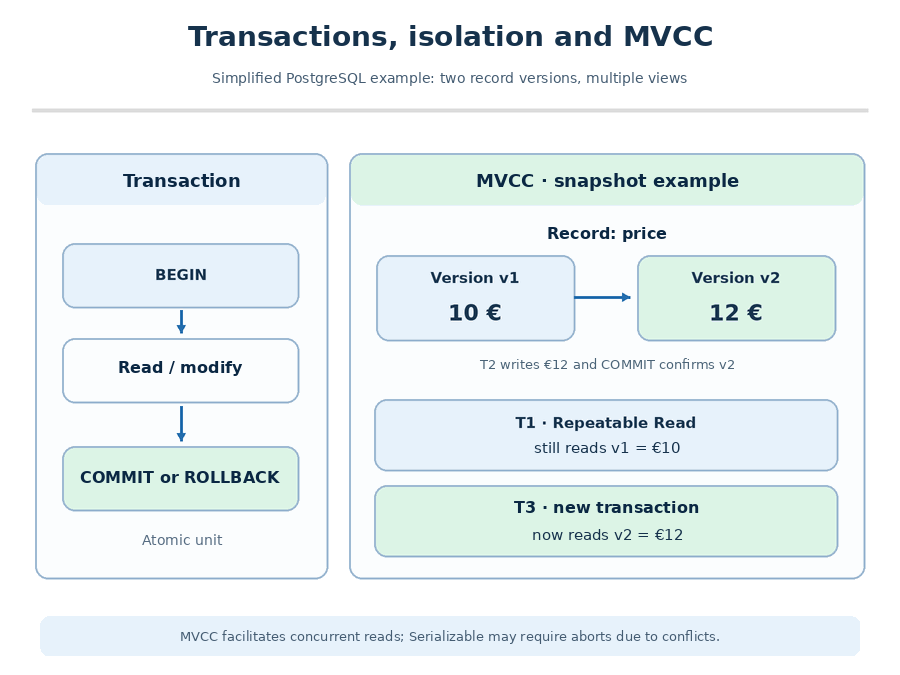 Transactions, isolation and MVCC
Simplified PostgreSQL example: two record versions, multiple views
Transaction
BEGIN
Read / modify
COMMIT or ROLLBACK
Atomic unit
MVCC · snapshot example
Record: price
Version v1
10 €
Version v2
12 €
T2 writes €12 and COMMIT confirms v2
T1 · Repeatable Read
still reads v1 = €10
T3 · new transaction
now reads v2 = €12
MVCC facilitates concurrent reads; Serializable may require aborts due to conflicts.